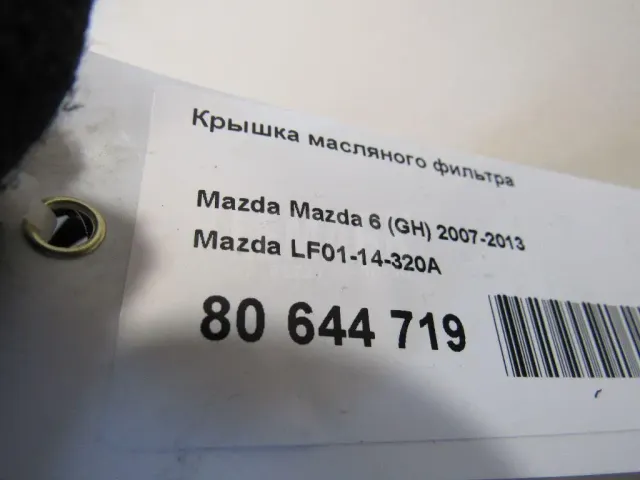 Крышка масляного фильтра
Mazda Mazda 6 (GH) 2007-2013
Mazda LF01-14-320A
80 644 719